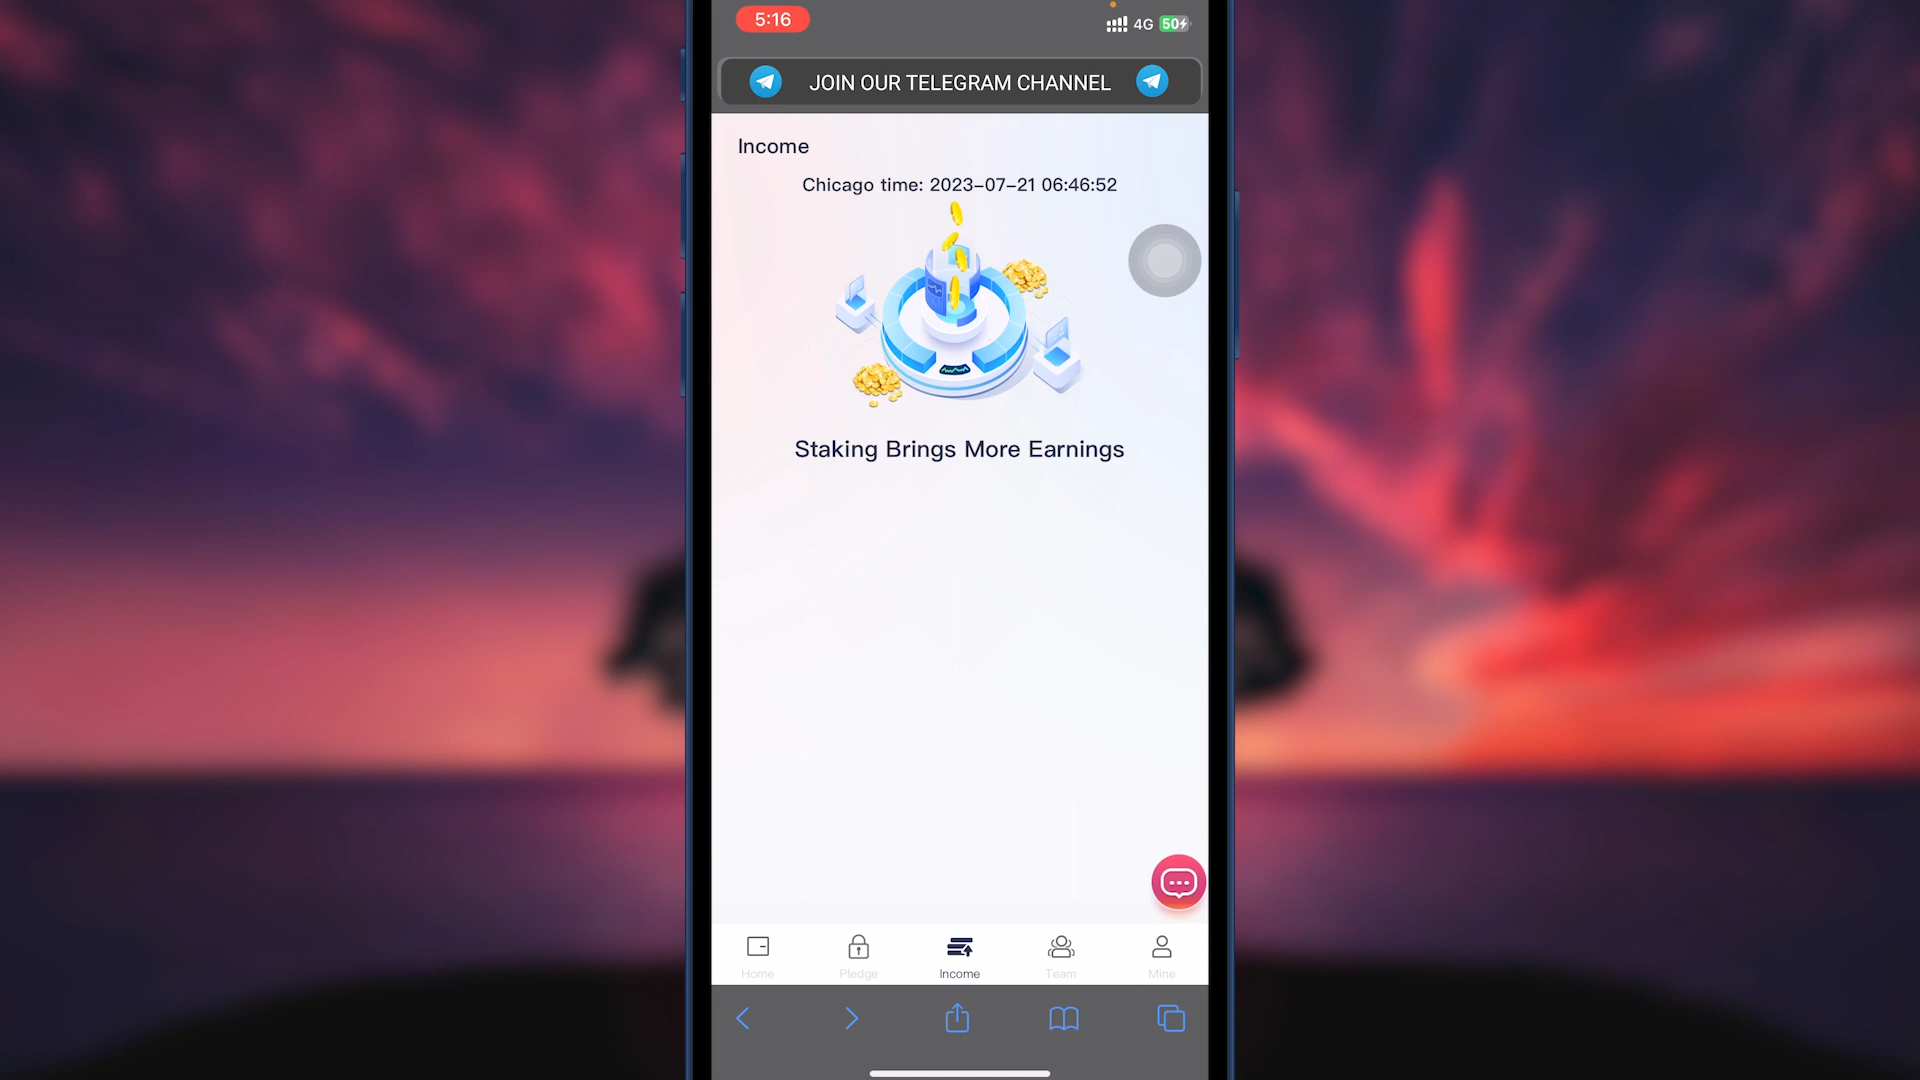 5:16
4G 50
JOIN OUR TELEGRAM CHANNEL
Income
Chicago time: 2023-07-21 06:46:52
Staking Brings More Earnings
Home
Pledge
Income
Team
Mine